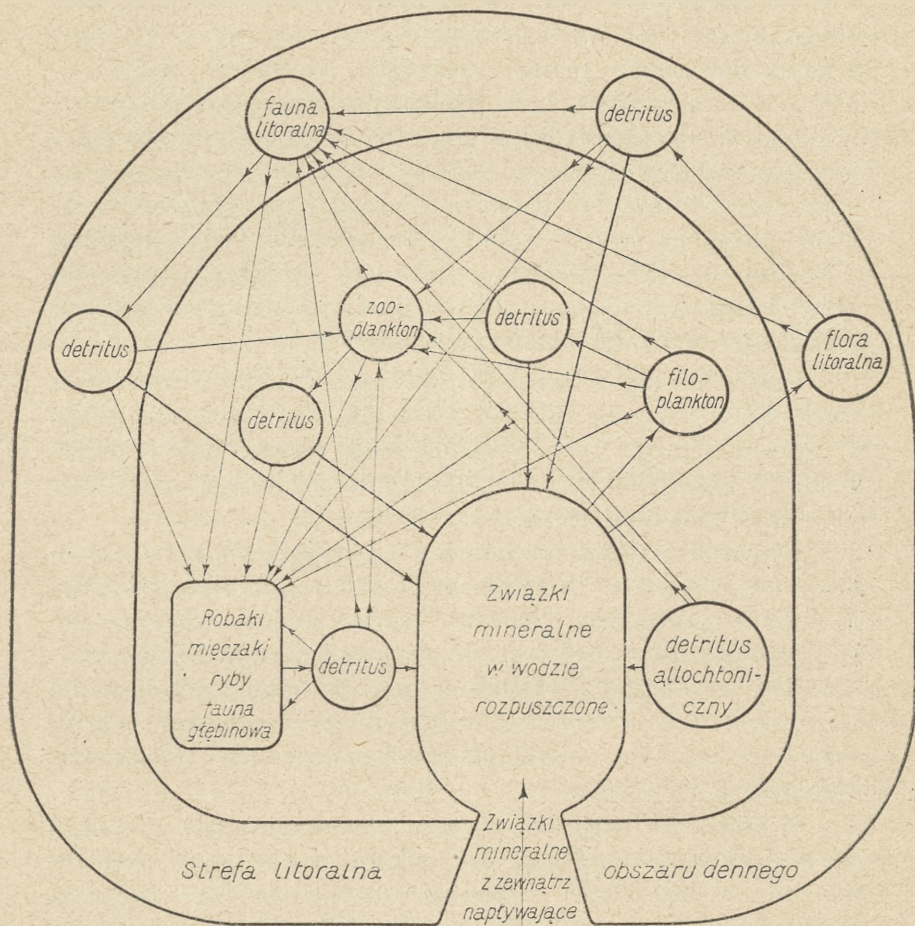 fauna
litoralna
detritus
zoo-
plankton
detritus
detritus
filo-
plankton
flora
litoralna
detritus
Robaki
mięczaki
ryby
fauna
głębinowa
detritus
Związki
mineralne
w wodzie
rozpuszczone
detritus
allochtoni-
czny
Związki
mineralne
z zewnątrz
napływające
Strefa litoralna
obszaru dennego